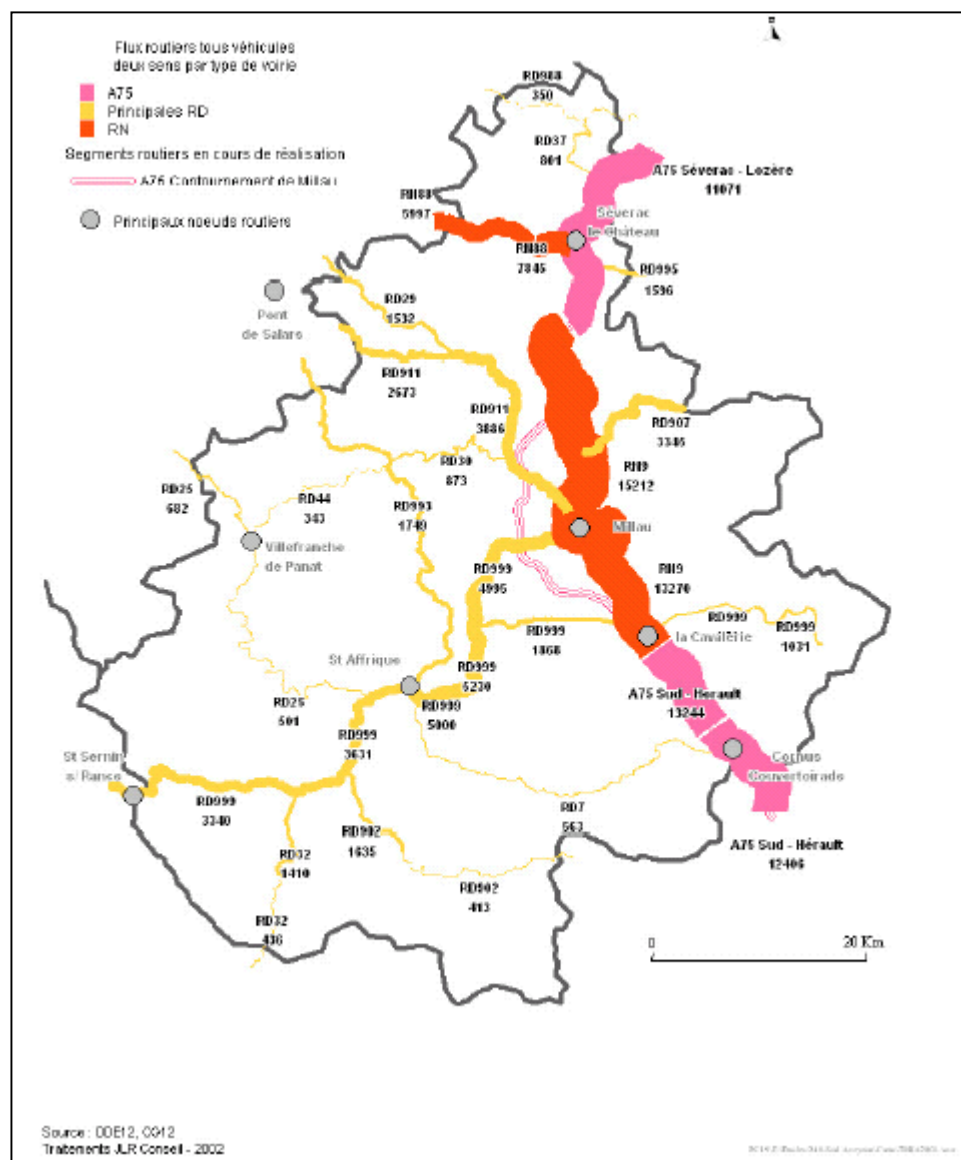 Flux routiers tous véhicules
deux sens par type de voirie
A75
Principales RD
RN
Segments routiers en cours de réalisation
A75 Contournement de Millau
Principaux noeuds routiers
RD988
350
RD37
801
A75 Séverac - Lozère
11071
RN88
5997
Séverac
le Château
RN88
7845
RD995
1596
RD29
1532
Pont
de Salars
RD911
2673
RD911
3886
RD907
3346
RN9
15212
RD30
873
RD25
682
RD44
343
RD993
1749
Millau
Villefranche
de Panat
RD999
4995
RN9
13270
RD999
1868
la Cavalerie
RD999
RD999
1031
St Affrique
RD999
5230
A75 Sud - Hérault
13244
RD25
501
RD999
5000
RD999
3631
St Sernin
s/ Rance
Cornus
Couvertoirade
RD999
3340
RD7
563
RD902
1635
RD32
1410
A75 Sud - Hérault
12406
RD902
413
RD32
436
0 20 Km
Source : DDE12, CG12
Traitements JLR Conseil - 2002